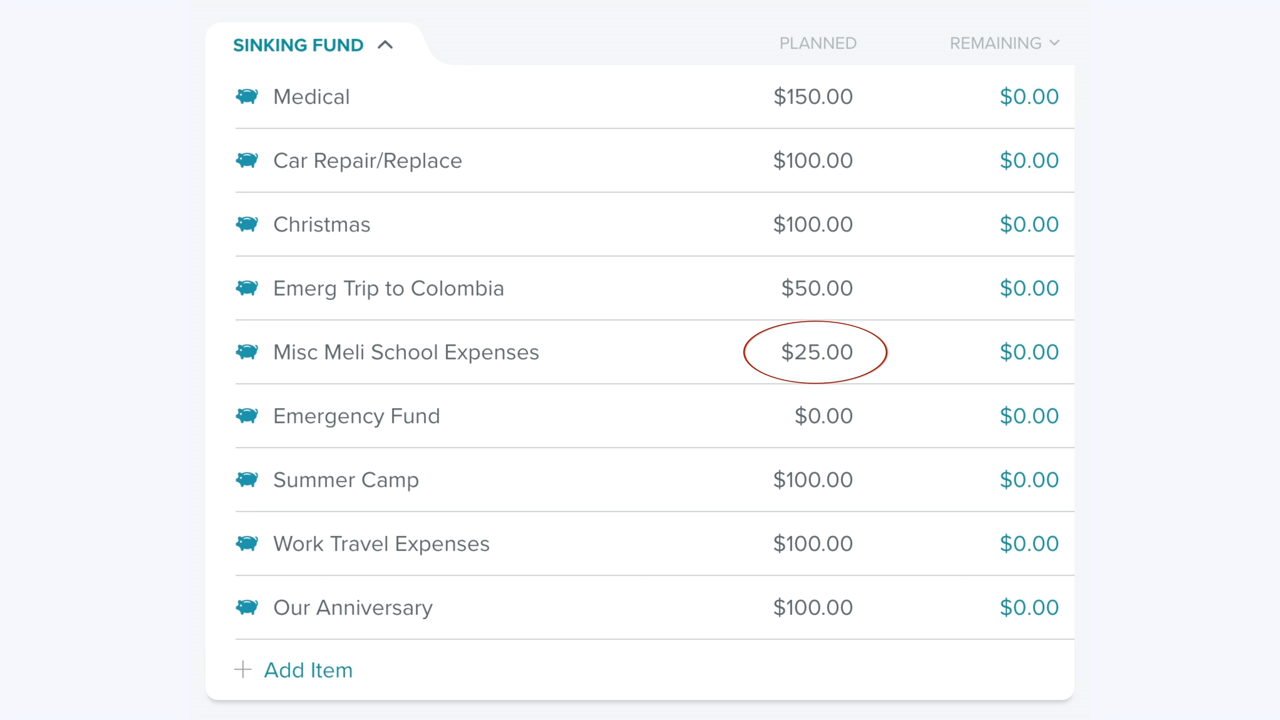 SINKING FUND PLANNED REMAINING
Medical $150.00 $0.00
Car Repair/Replace $100.00 $0.00
Christmas $100.00 $0.00
Emerg Trip to Colombia $50.00 $0.00
Misc Meli School Expenses $25.00 $0.00
Emergency Fund $0.00 $0.00
Summer Camp $100.00 $0.00
Work Travel Expenses $100.00 $0.00
Our Anniversary $100.00 $0.00
+ Add Item